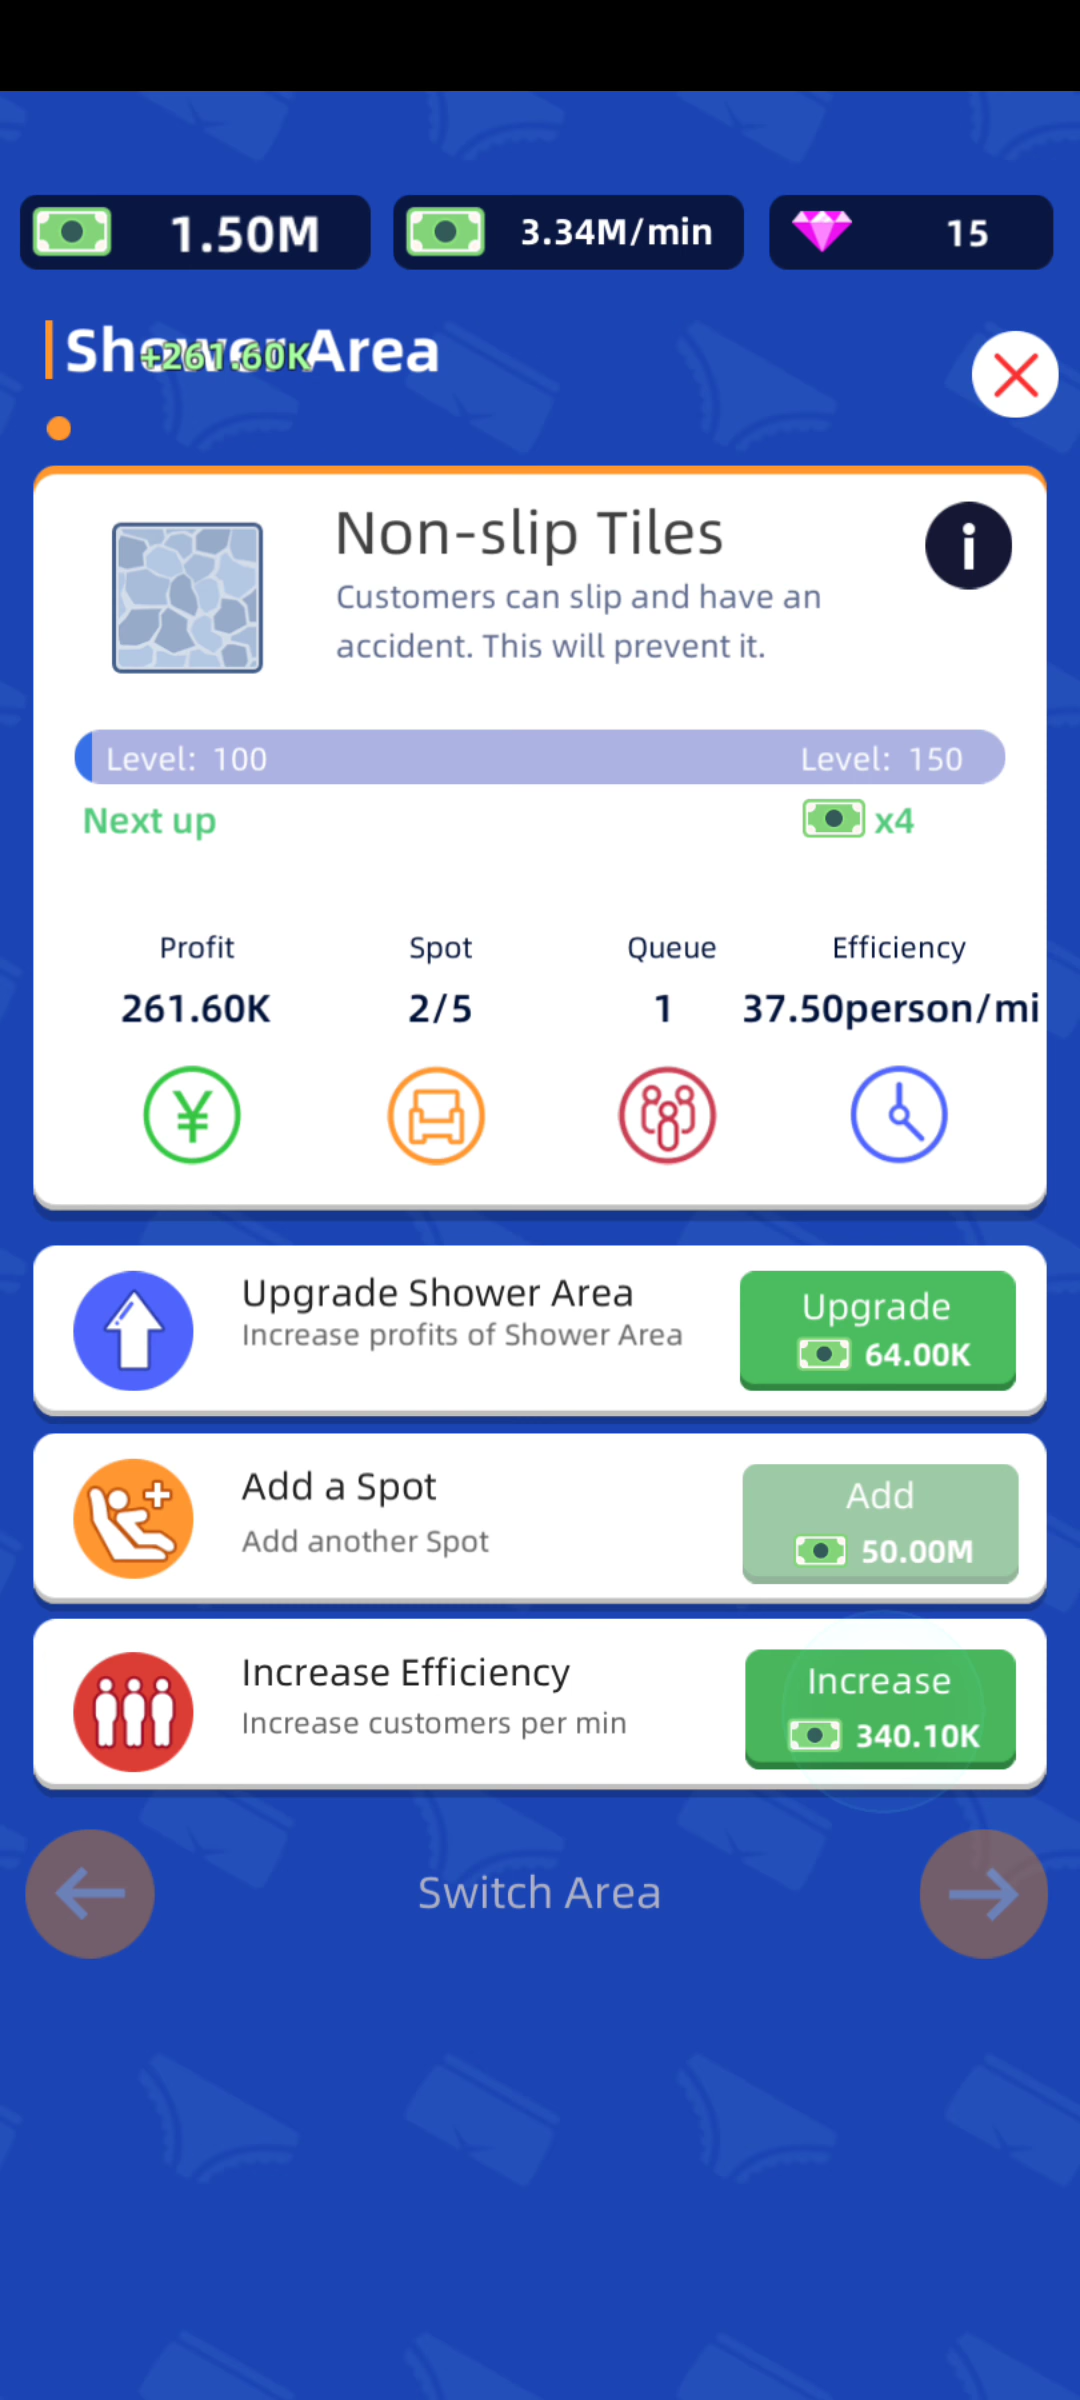 1.50M
3.34M/min
15
Shower Area
+261.60K
Non-slip Tiles
i
Customers can slip and have an
accident. This will prevent it.
Level: 100
Level: 150
Next up
x4
Profit
Spot
Queue
Efficiency
261.60K
2/5
1
37.50person/mi
¥
Upgrade Shower Area
Increase profits of Shower Area
Upgrade
64.00K
Add a Spot
Add another Spot
Add
50.00M
Increase Efficiency
Increase customers per min
Increase
340.10K
Switch Area